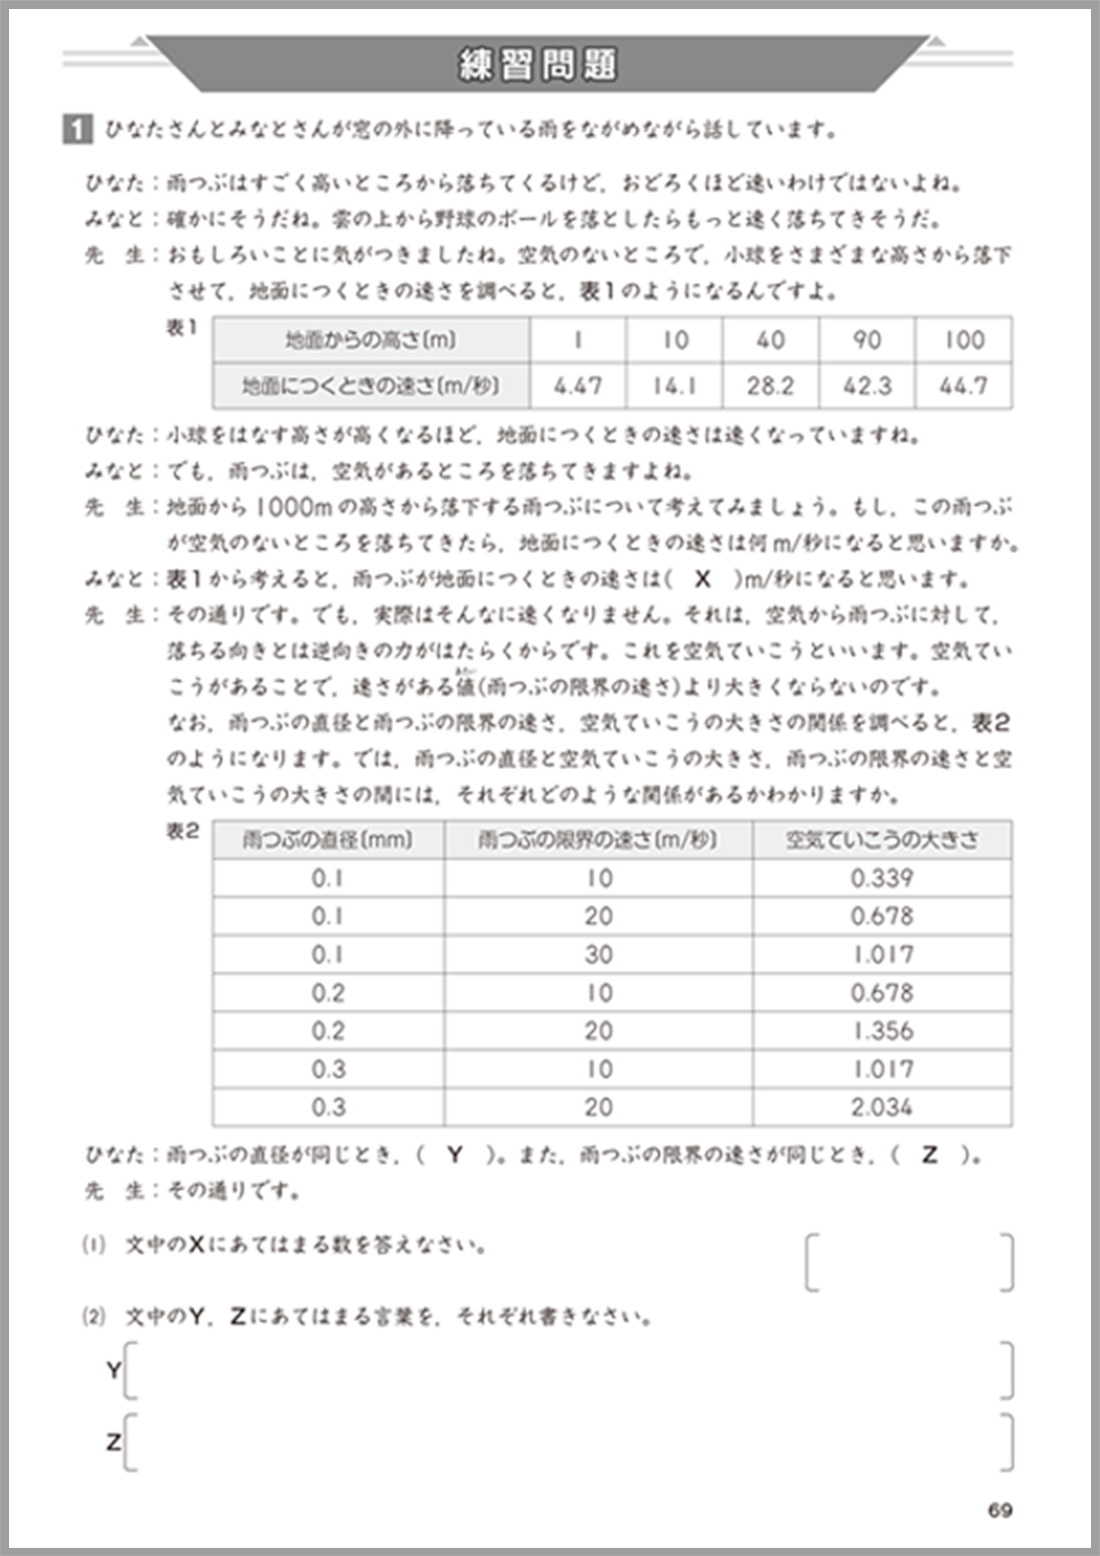 練習問題
1 ひなたさんとみなとさんが窓の外に降っている雨をながめながら話しています。
ひなた：雨つぶはすごく高いところから落ちてくるけど，おどろくほど速いわけではないよね。
みなと：確かにそうだね。雲の上から野球のボールを落としたらもっと速く落ちてきそうだ。
先　生：おもしろいことに気がつきましたね。空気のないところで，小球をさまざまな高さから落下
させて，地面につくときの速さを調べると，表1のようになるんですよ。
表1
地面からの高さ〔m〕 1 10 40 90 100
地面につくときの速さ〔m/秒〕 4.47 14.1 28.2 42.3 44.7
ひなた：小球をはなす高さが高くなるほど，地面につくときの速さは速くなっていますね。
みなと：でも，雨つぶは，空気があるところを落ちてきますよね。
先　生：地面から1000mの高さから落下する雨つぶについて考えてみましょう。もし，この雨つぶ
が空気のないところを落ちてきたら，地面につくときの速さは何m/秒になると思いますか。
みなと：表1から考えると，雨つぶが地面につくときの速さは(　X　)m/秒になると思います。
先　生：その通りです。でも，実際はそんなに速くなりません。それは，空気から雨つぶに対して，
落ちる向きとは逆向きの力がはたらくからです。これを空気ていこうといいます。空気てい
あたい
こうがあることで，速さがある値(雨つぶの限界の速さ)より大きくならないのです。
なお，雨つぶの直径と雨つぶの限界の速さ，空気ていこうの大きさの関係を調べると，表2
のようになります。では，雨つぶの直径と空気ていこうの大きさ，雨つぶの限界の速さと空
気ていこうの大きさの間には，それぞれどのような関係があるかわかりますか。
表2
雨つぶの直径〔mm〕 雨つぶの限界の速さ〔m/秒〕 空気ていこうの大きさ
0.1 10 0.339
0.1 20 0.678
0.1 30 1.017
0.2 10 0.678
0.2 20 1.356
0.3 10 1.017
0.3 20 2.034
ひなた：雨つぶの直径が同じとき，(　Y　)。また，雨つぶの限界の速さが同じとき，(　Z　)。
先　生：その通りです。
(1) 文中のXにあてはまる数を答えなさい。
(2) 文中のY，Zにあてはまる言葉を，それぞれ書きなさい。
Y
Z
69